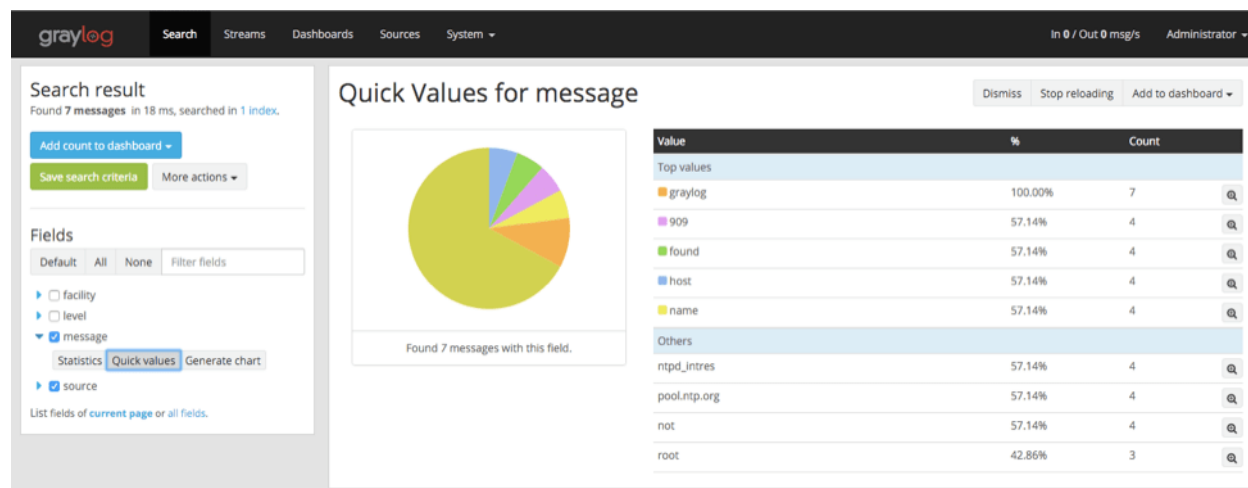 graylog Search Streams Dashboards Sources System In 0 / Out 0 msg/s Administrator
Search result
Found 7 messages in 18 ms, searched in 1 index.
Add count to dashboard
Save search criteria More actions
Fields
Default All None Filter fields
facility
level
message
Statistics Quick values Generate chart
source
List fields of current page or all fields.
Quick Values for message
Dismiss Stop reloading Add to dashboard
Found 7 messages with this field.
Value % Count
Top values
graylog 100.00% 7
909 57.14% 4
found 57.14% 4
host 57.14% 4
name 57.14% 4
Others
ntpd_intres 57.14% 4
pool.ntp.org 57.14% 4
not 57.14% 4
root 42.86% 3